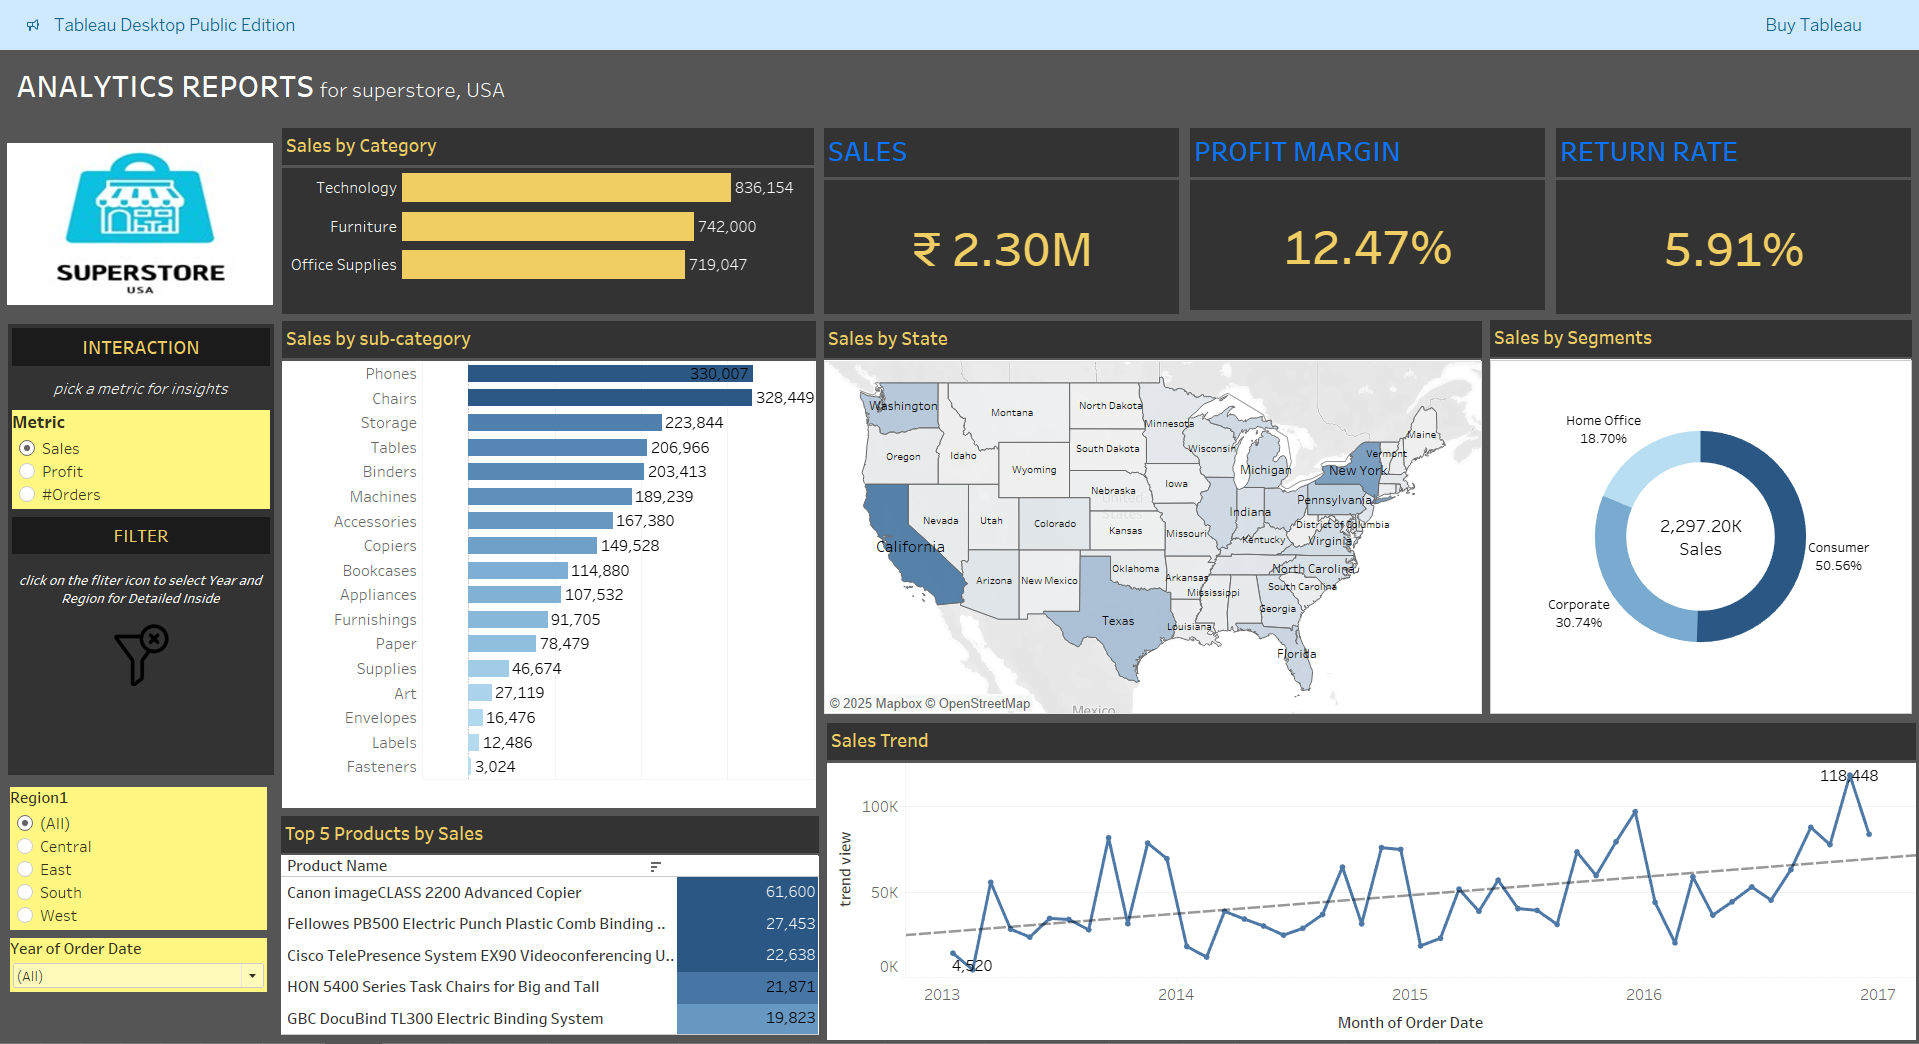 Tableau Desktop Public Edition
Buy Tableau
ANALYTICS REPORTS for superstore, USA
SUPERSTORE
USA
INTERACTION
pick a metric for insights
Metric
Sales
Profit
#Orders
FILTER
click on the fliter icon to select Year and
Region for Detailed Inside
Region1
(All)
Central
East
South
West
Year of Order Date
(All)
Sales by Category
Technology 836,154
Furniture 742,000
Office Supplies 719,047
SALES
₹ 2.30M
PROFIT MARGIN
12.47%
RETURN RATE
5.91%
Sales by sub-category
Phones 330,007
Chairs 328,449
Storage 223,844
Tables 206,966
Binders 203,413
Machines 189,239
Accessories 167,380
Copiers 149,528
Bookcases 114,880
Appliances 107,532
Furnishings 91,705
Paper 78,479
Supplies 46,674
Art 27,119
Envelopes 16,476
Labels 12,486
Fasteners 3,024
Sales by State
Washington
Montana
North Dakota
Minnesota
Maine
Oregon
Idaho
South Dakota
Wisconsin
Vermont
Wyoming
Michigan
New York
Nebraska
Iowa
United
States
Pennsylvania
Nevada
Utah
Colorado
Kansas
Missouri
Indiana
District of Columbia
California
Kentucky
Virginia
Arizona
New Mexico
Oklahoma
Arkansas
North Carolina
South Carolina
Mississippi
Georgia
Texas
Louisiana
Florida
Mexico
© 2025 Mapbox © OpenStreetMap
Sales by Segments
Home Office
18.70%
2,297.20K
Sales
Consumer
50.56%
Corporate
30.74%
Top 5 Products by Sales
Product Name
Canon imageCLASS 2200 Advanced Copier 61,600
Fellowes PB500 Electric Punch Plastic Comb Binding .. 27,453
Cisco TelePresence System EX90 Videoconferencing U.. 22,638
HON 5400 Series Task Chairs for Big and Tall 21,871
GBC DocuBind TL300 Electric Binding System 19,823
Sales Trend
118,448
100K
trend view
50K
4,520
0K
2013 2014 2015 2016 2017
Month of Order Date